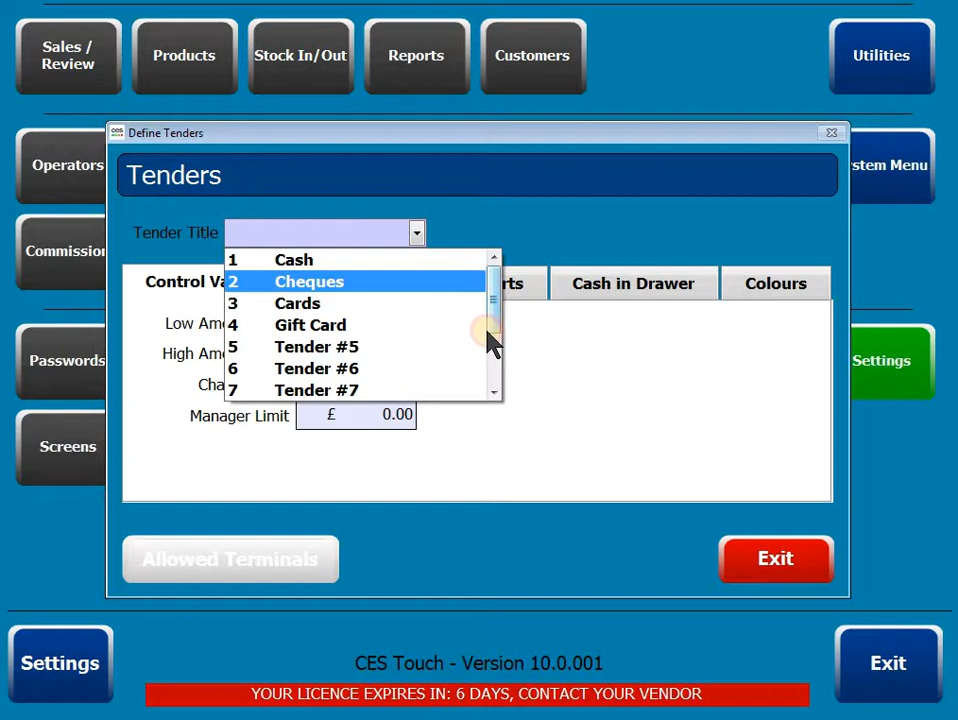 Sales /
Review
Products
Stock In/Out
Reports
Customers
Utilities
Operators
Commission
Passwords
Screens
System Menu
Settings
CES Define Tenders
Tenders
Tender Title
1 Cash
2 Cheques
3 Cards
4 Gift Card
5 Tender #5
6 Tender #6
7 Tender #7
Control Va
rts
Cash in Drawer
Colours
Low Am
High Am
Cha
Manager Limit £ 0.00
Allowed Terminals
Exit
Settings
CES Touch - Version 10.0.001
YOUR LICENCE EXPIRES IN: 6 DAYS, CONTACT YOUR VENDOR
Exit